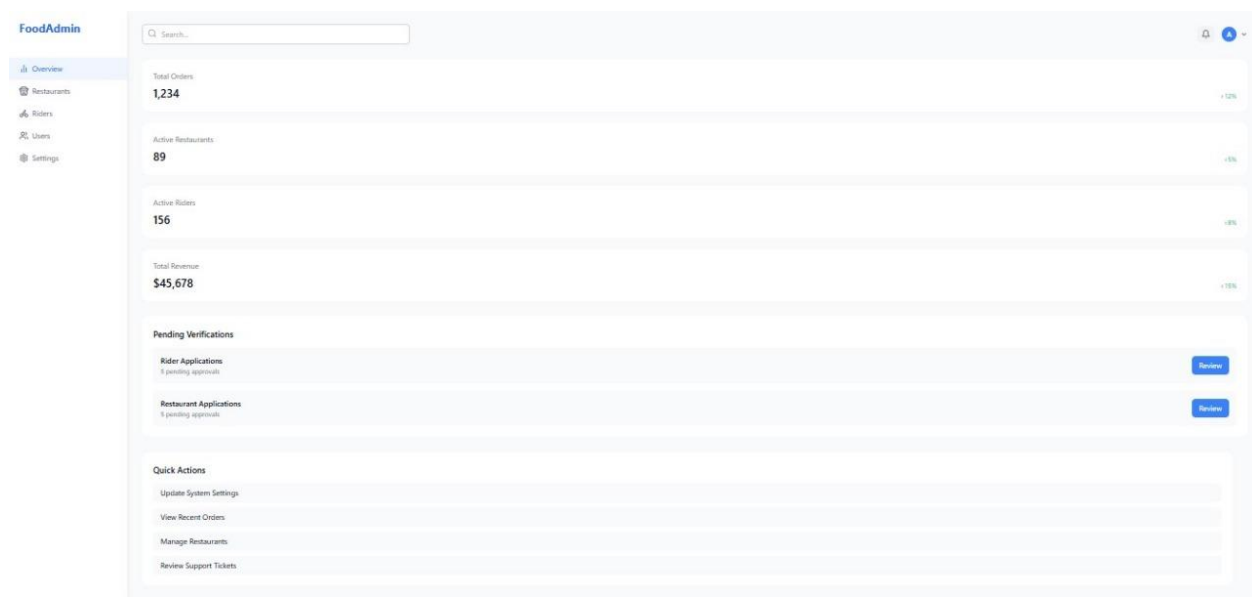 FoodAdmin
Search...
A
Overview
Restaurants
Riders
Users
Settings
Total Orders
1,234
+12%
Active Restaurants
89
+5%
Active Riders
156
+8%
Total Revenue
$45,678
+15%
Pending Verifications
Rider Applications
pending approvals
Review
Restaurant Applications
5 pending approvals
Review
Quick Actions
Update System Settings
View Recent Orders
Manage Restaurants
Review Support Tickets